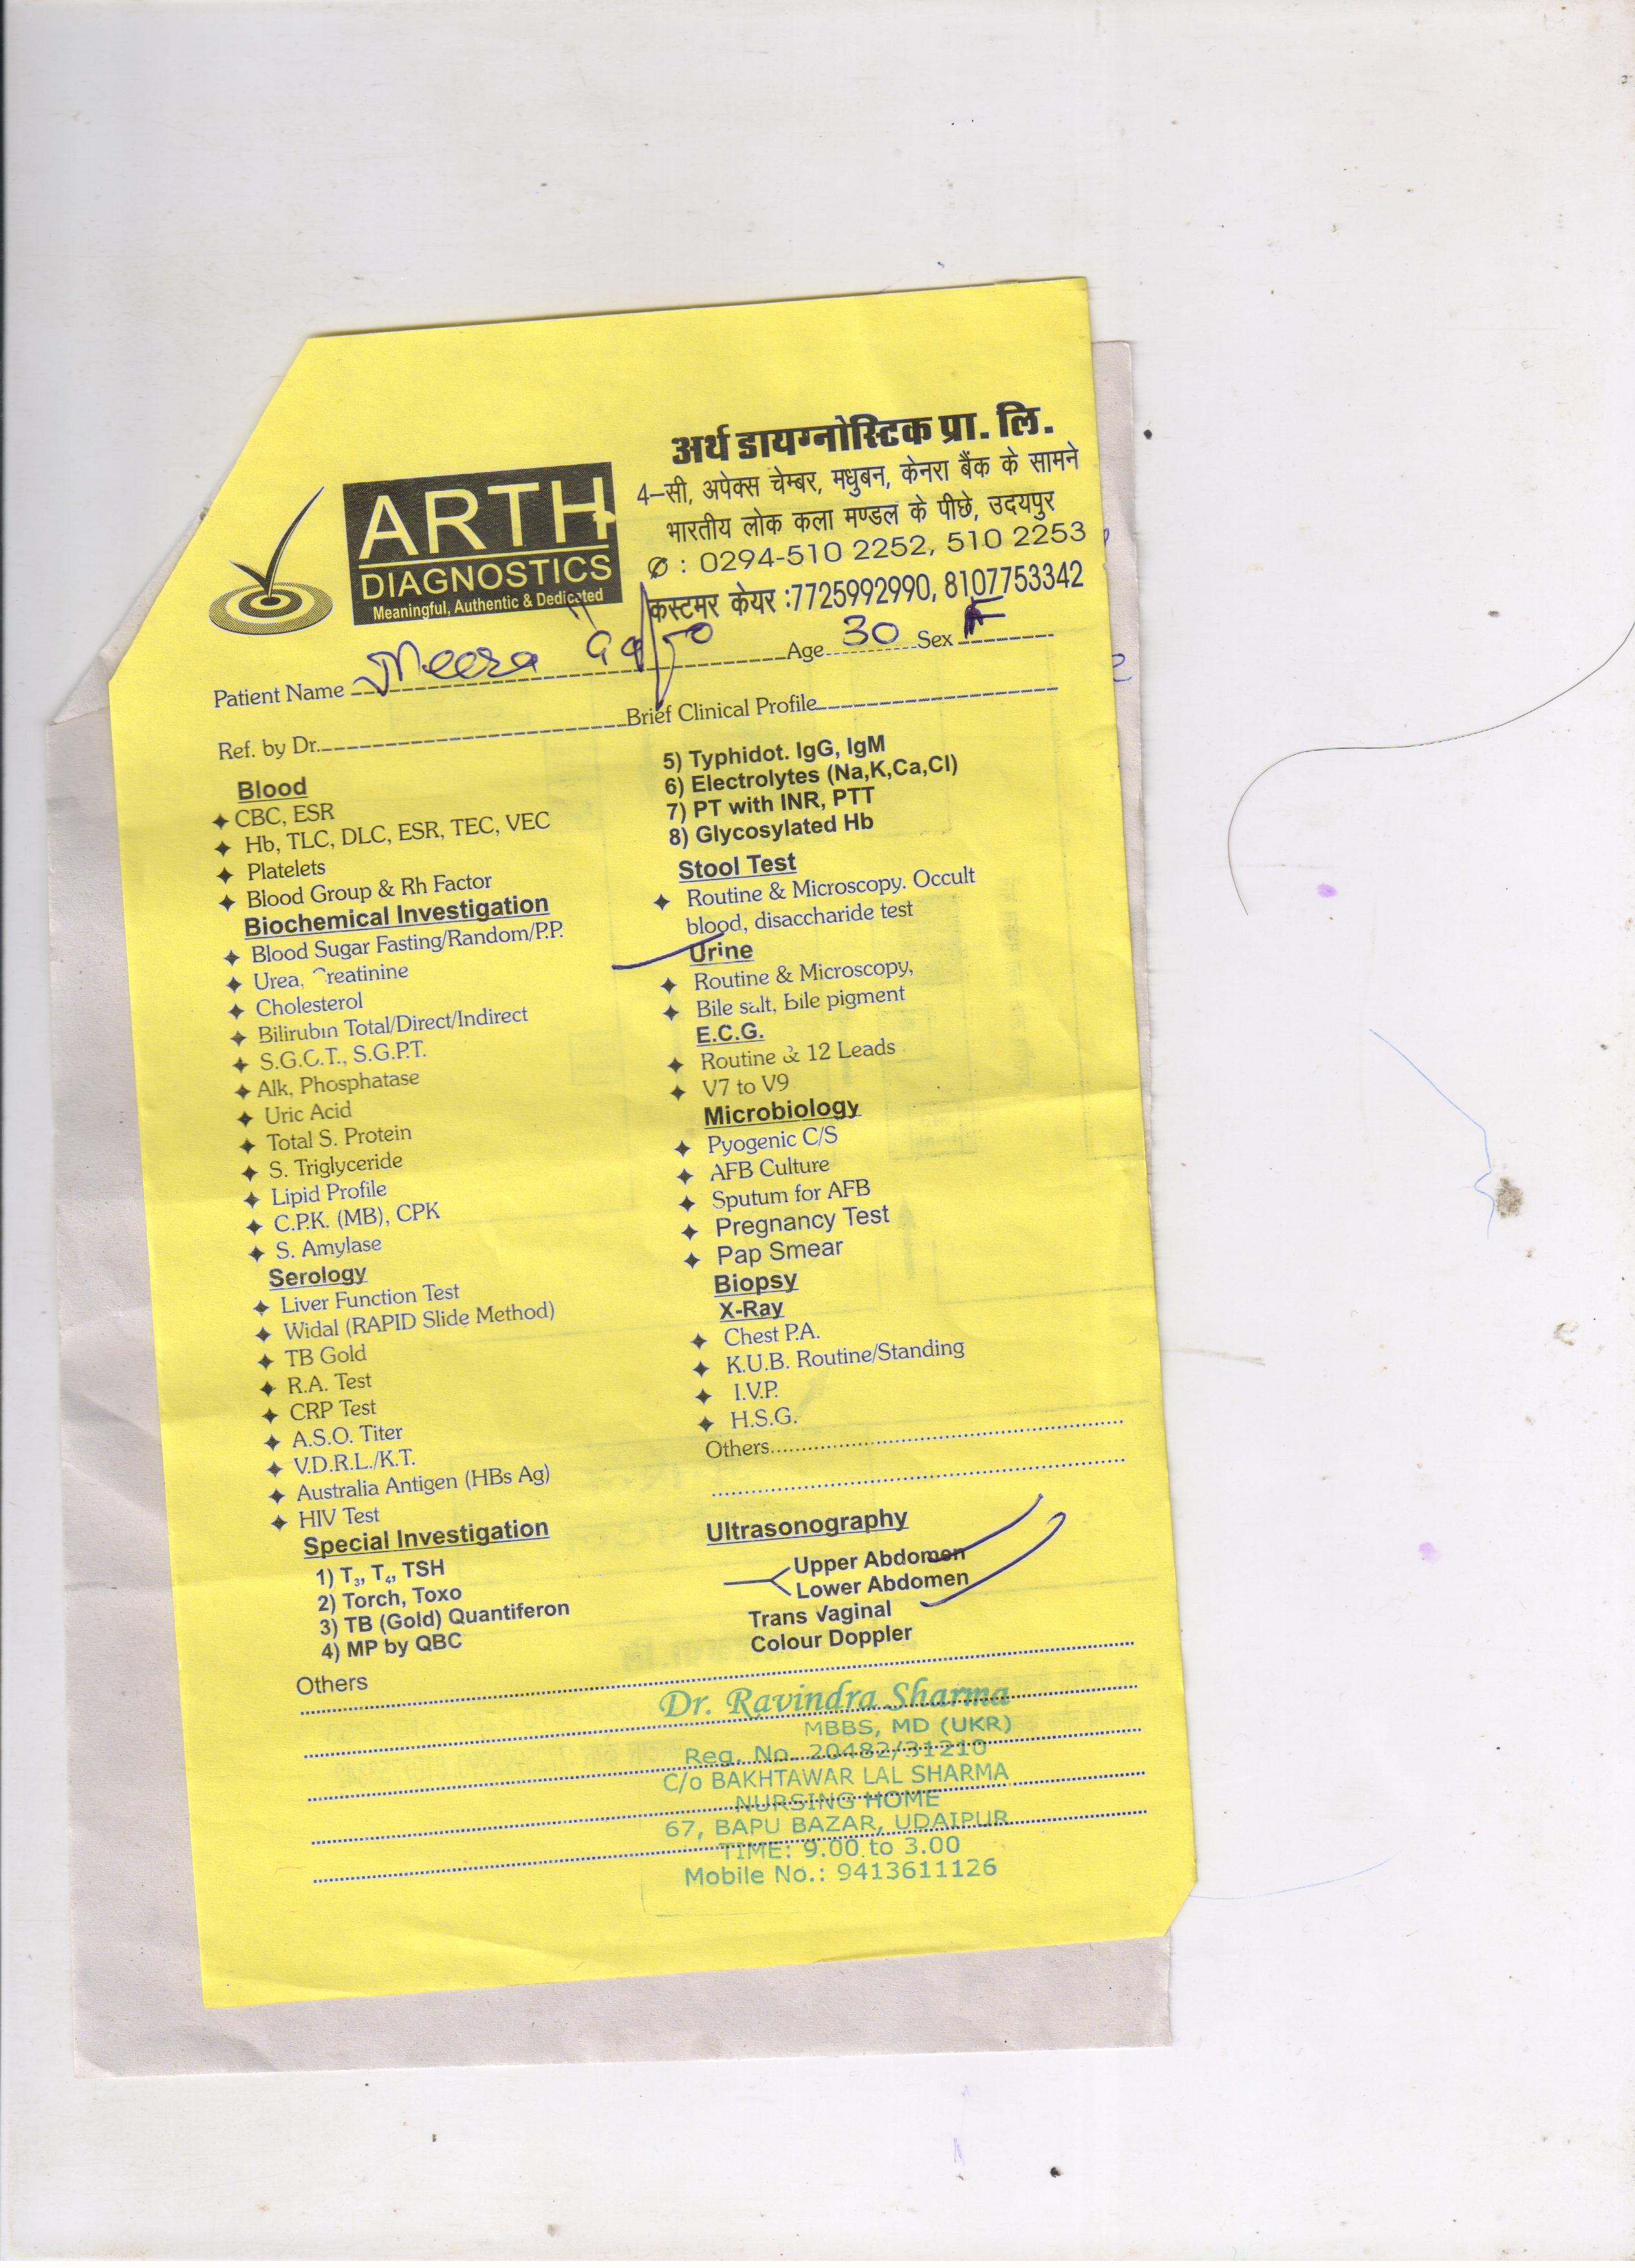 अर्थ डायग्नोस्टिक प्रा. लि.
4-सी, अपेक्स चेम्बर, मधुबन, केनरा बैंक के सामने
भारतीय लोक कला मण्डल के पीछे, उदयपुर
: 0294-510 2252, 510 2253
कस्टमर केयर :7725992990, 8107753342
ARTH
DIAGNOSTICS
Meaningful, Authentic & Dedicated
Patient Name Meera Age 30 Sex F
Ref. by Dr. Brief Clinical Profile
Blood
CBC, ESR
Hb, TLC, DLC, ESR, TEC, VEC
Platelets
Blood Group & Rh Factor
Biochemical Investigation
Blood Sugar Fasting/Random/P.P.
Urea, Creatinine
Cholesterol
Bilirubin Total/Direct/Indirect
S.G.O.T., S.G.P.T.
Alk, Phosphatase
Uric Acid
Total S. Protein
S. Triglyceride
Lipid Profile
C.P.K. (MB), CPK
S. Amylase
Serology
Liver Function Test
Widal (RAPID Slide Method)
TB Gold
R.A. Test
CRP Test
A.S.O. Titer
V.D.R.L./K.T.
Australia Antigen (HBs Ag)
HIV Test
Special Investigation
1) T3, T4, TSH
2) Torch, Toxo
3) TB (Gold) Quantiferon
4) MP by QBC
5) Typhidot. IgG, IgM
6) Electrolytes (Na,K,Ca,Cl)
7) PT with INR, PTT
8) Glycosylated Hb
Stool Test
Routine & Microscopy. Occult
blood, disaccharide test
Urine
Routine & Microscopy,
Bile salt, bile pigment
E.C.G.
Routine & 12 Leads
V7 to V9
Microbiology
Pyogenic C/S
AFB Culture
Sputum for AFB
Pregnancy Test
Pap Smear
Biopsy
X-Ray
Chest P.A.
K.U.B. Routine/Standing
I.V.P.
H.S.G.
Others
Ultrasonography
Upper Abdomen
Lower Abdomen
Trans Vaginal
Colour Doppler
Others
Dr. Ravindra Sharma
MBBS, MD (UKR)
Reg. No. 20482/31210
C/o BAKHTAWAR LAL SHARMA
NURSING HOME
67, BAPU BAZAR, UDAIPUR
TIME: 9.00 to 3.00
Mobile No.: 9413611126